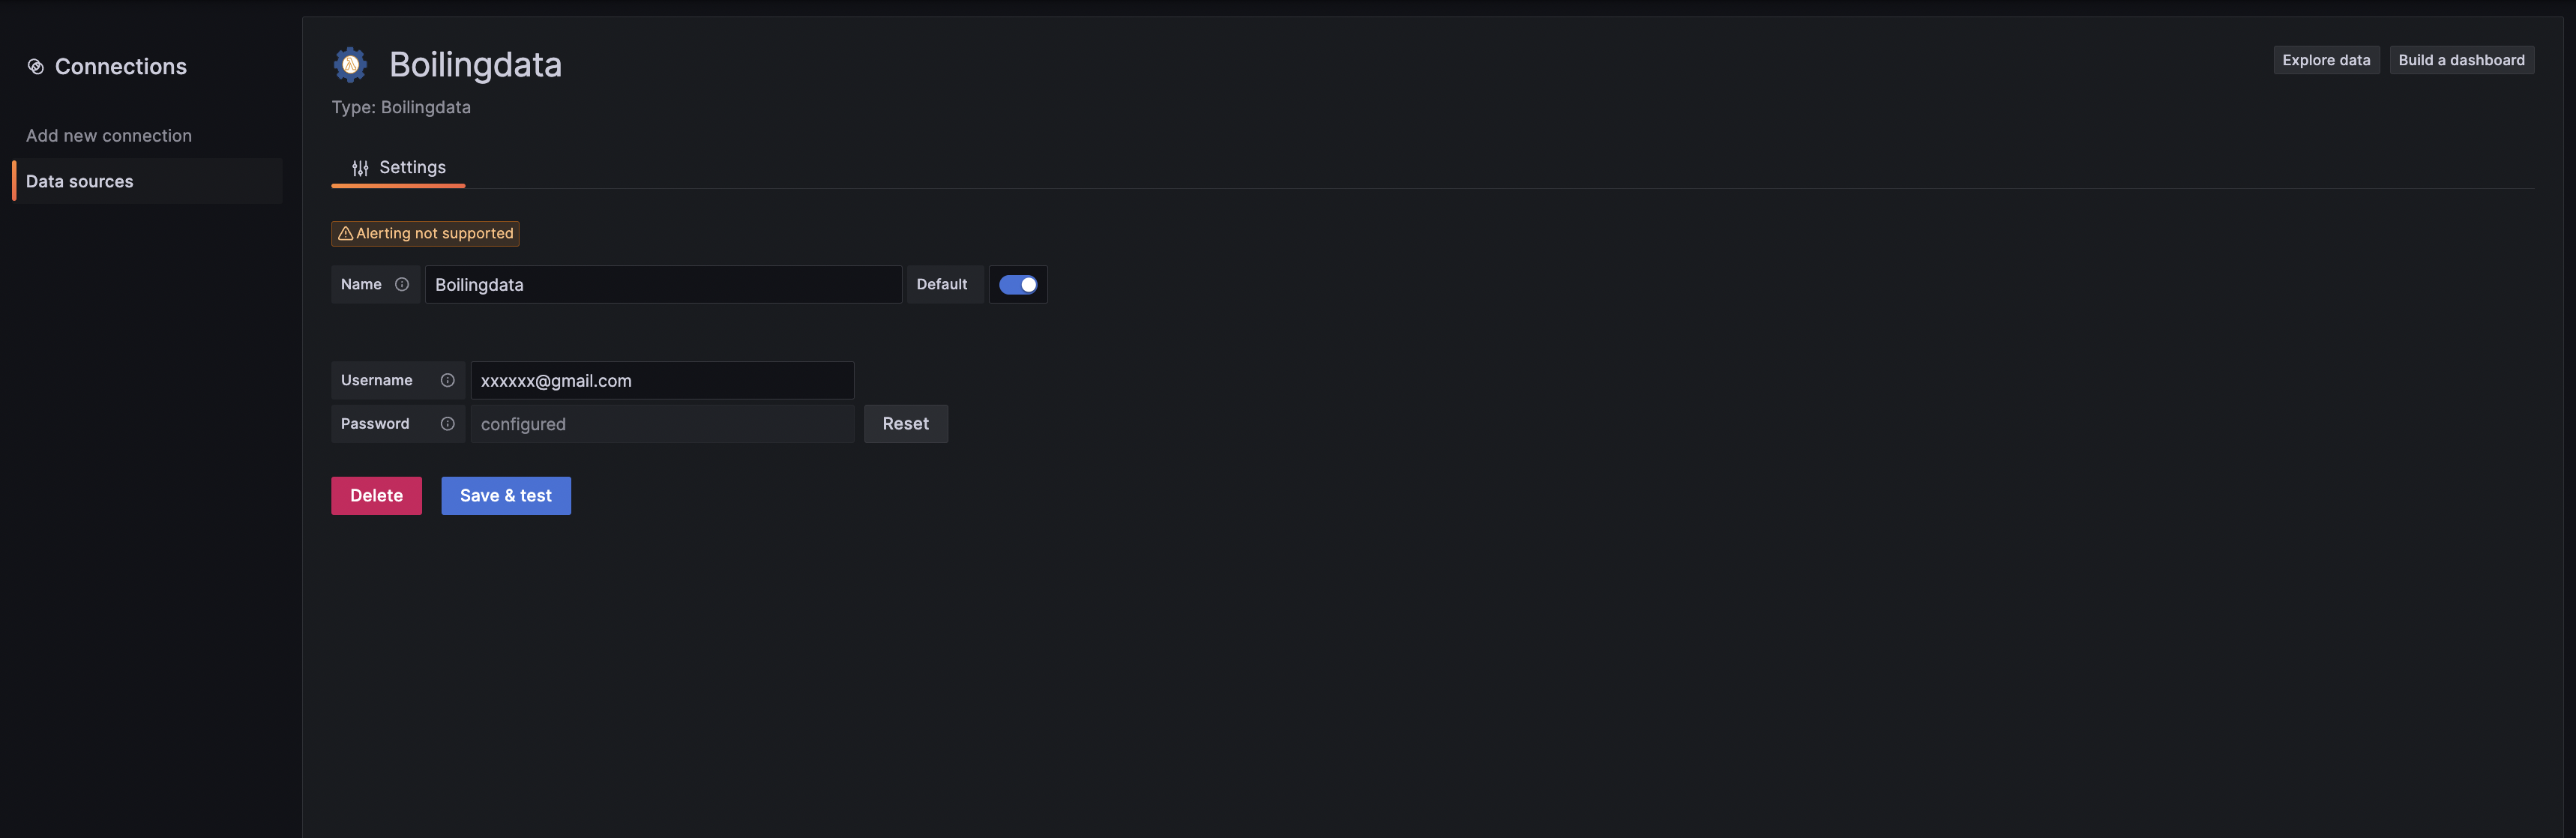 Connections
Add new connection
Data sources
Boilingdata
Type: Boilingdata
Explore data
Build a dashboard
Settings
Alerting not supported
Name Boilingdata Default
Username xxxxxx@gmail.com
Password configured Reset
Delete Save & test